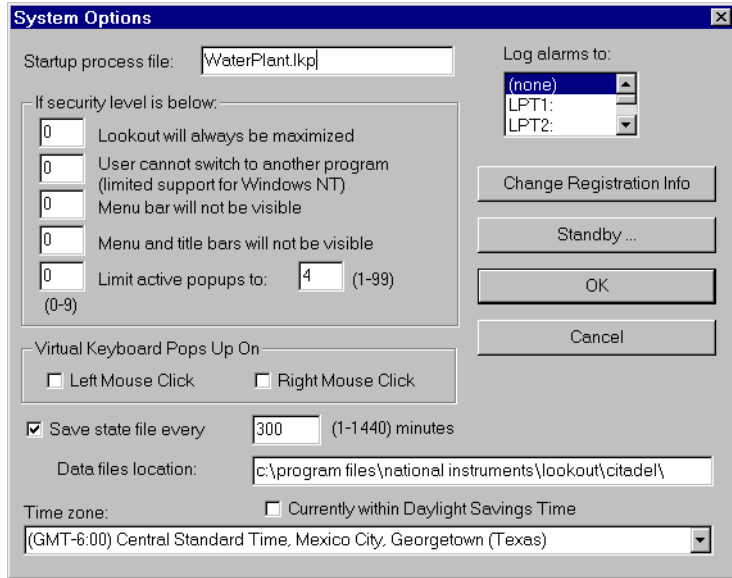 System Options
Startup process file: WaterPlant.lkp
Log alarms to:
(none)
LPT1:
LPT2:
If security level is below:
0 Lookout will always be maximized
0 User cannot switch to another program
(limited support for Windows NT)
0 Menu bar will not be visible
0 Menu and title bars will not be visible
0 Limit active popups to: 4 (1-99)
(0-9)
Change Registration Info
Standby ...
OK
Cancel
Virtual Keyboard Pops Up On
Left Mouse Click Right Mouse Click
Save state file every 300 (1-1440) minutes
Data files location: c:\program files\national instruments\lookout\citadel\
Time zone: Currently within Daylight Savings Time
(GMT-6:00) Central Standard Time, Mexico City, Georgetown (Texas)